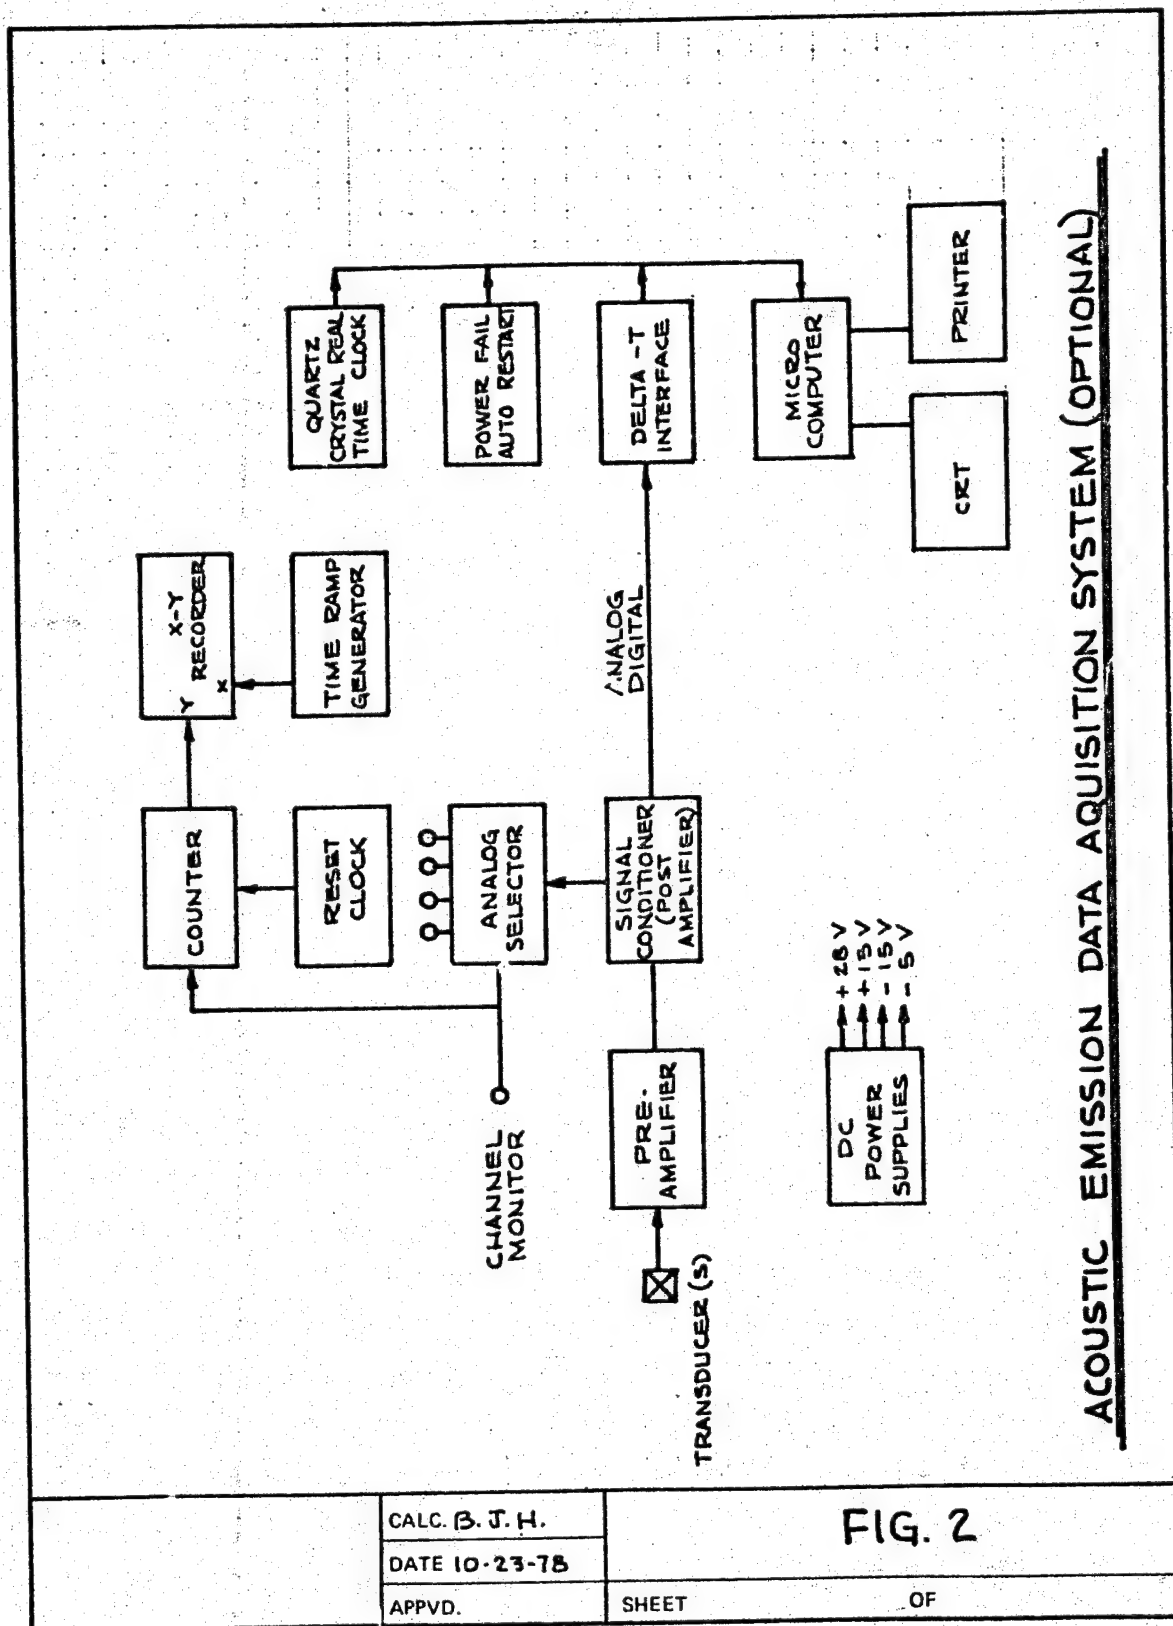 QUARTZ
CRYSTAL REAL
TIME CLOCK
POWER FAIL
AUTO RESTART
DELTA -T
INTERFACE
MICRO
COMPUTER
PRINTER
CRT
X-Y
RECORDER
Y
X
TIME RAMP
GENERATOR
ANALOG
DIGITAL
COUNTER
RESET
CLOCK
ANALOG
SELECTOR
SIGNAL
CONDITIONER
(POST
AMPLIFIER)
CHANNEL
MONITOR
PRE-
AMPLIFIER
TRANSDUCER(S)
DC
POWER
SUPPLIES
+28 V
+15 V
- 15 V
- 5 V
ACOUSTIC EMISSION DATA AQUISITION SYSTEM (OPTIONAL)
CALC. B.J.H.
DATE 10-23-78
APPVD.
FIG. 2
SHEET OF